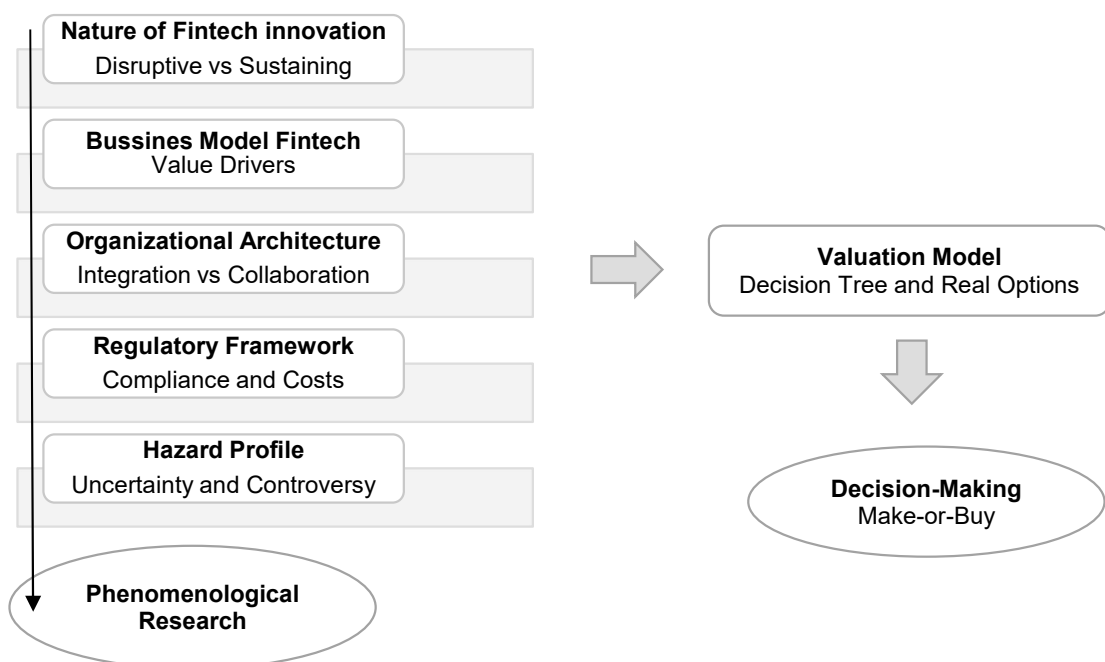 Nature of Fintech innovation
Disruptive vs Sustaining
Bussines Model Fintech
Value Drivers
Organizational Architecture
Integration vs Collaboration
Regulatory Framework
Compliance and Costs
Hazard Profile
Uncertainty and Controversy
Phenomenological
Research
Valuation Model
Decision Tree and Real Options
Decision-Making
Make-or-Buy